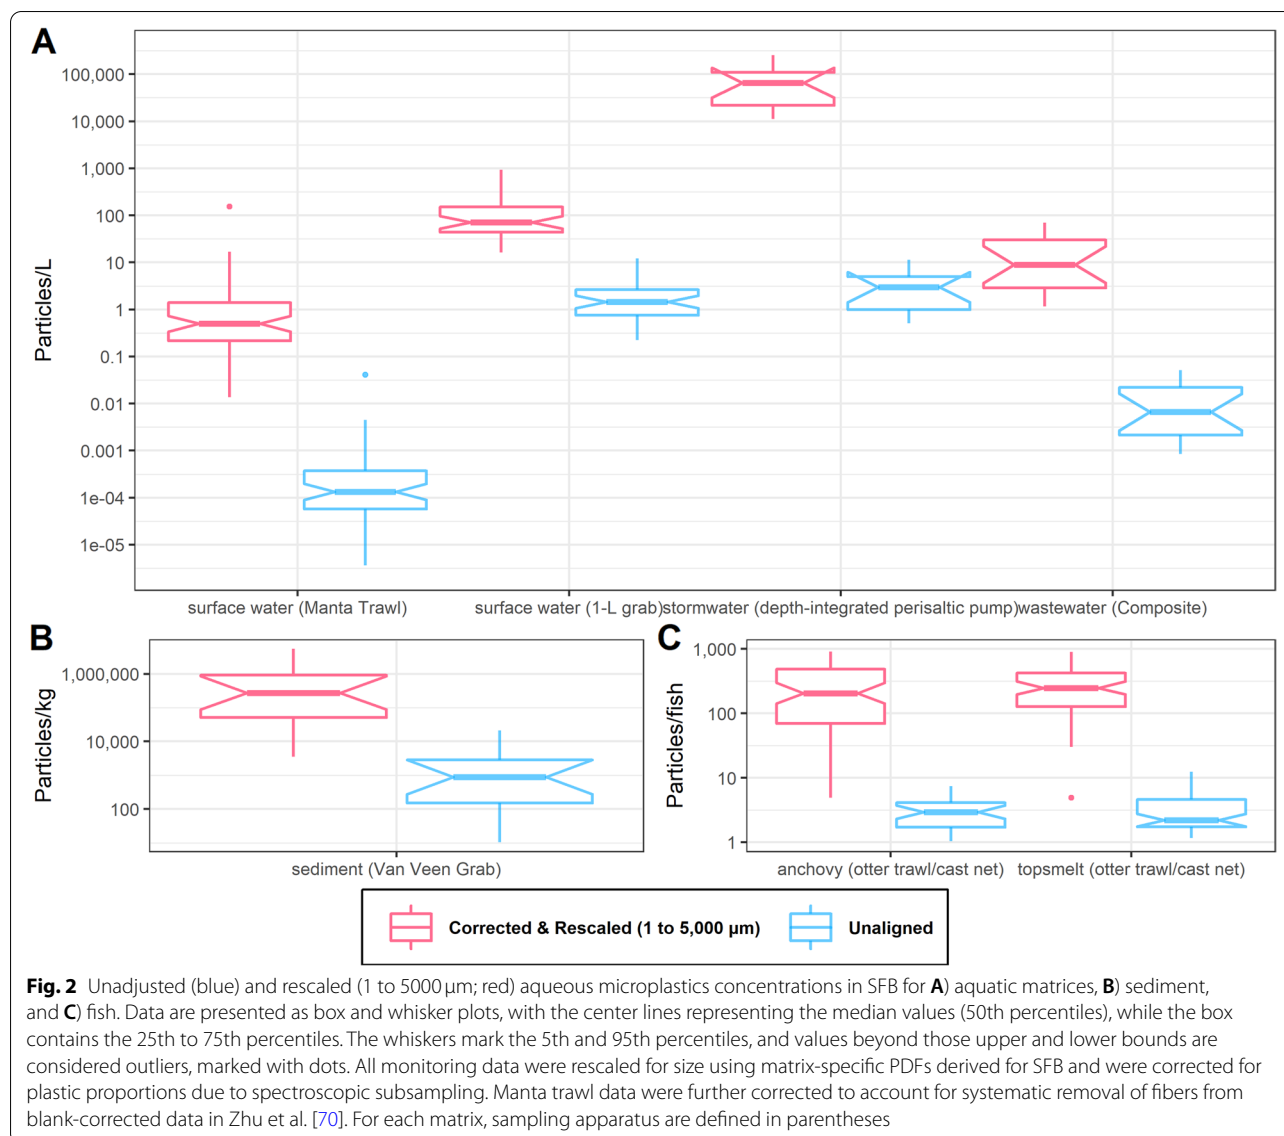 A
Particles/L
100,000
10,000
1,000
100
10
1
0.1
0.01
0.001
1e-04
1e-05
surface water (Manta Trawl)
surface water (1-L grab)
stormwater (depth-integrated perisaltic pump)
wastewater (Composite)
B
Particles/kg
1,000,000
10,000
100
sediment (Van Veen Grab)
C
Particles/fish
1,000
100
10
1
anchovy (otter trawl/cast net)
topsmelt (otter trawl/cast net)
Corrected & Rescaled (1 to 5,000 μm)
Unaligned
Fig. 2 Unadjusted (blue) and rescaled (1 to 5000 μm; red) aqueous microplastics concentrations in SFB for A) aquatic matrices, B) sediment,
and C) fish. Data are presented as box and whisker plots, with the center lines representing the median values (50th percentiles), while the box
contains the 25th to 75th percentiles. The whiskers mark the 5th and 95th percentiles, and values beyond those upper and lower bounds are
considered outliers, marked with dots. All monitoring data were rescaled for size using matrix-specific PDFs derived for SFB and were corrected for
plastic proportions due to spectroscopic subsampling. Manta trawl data were further corrected to account for systematic removal of fibers from
blank-corrected data in Zhu et al. [70]. For each matrix, sampling apparatus are defined in parentheses